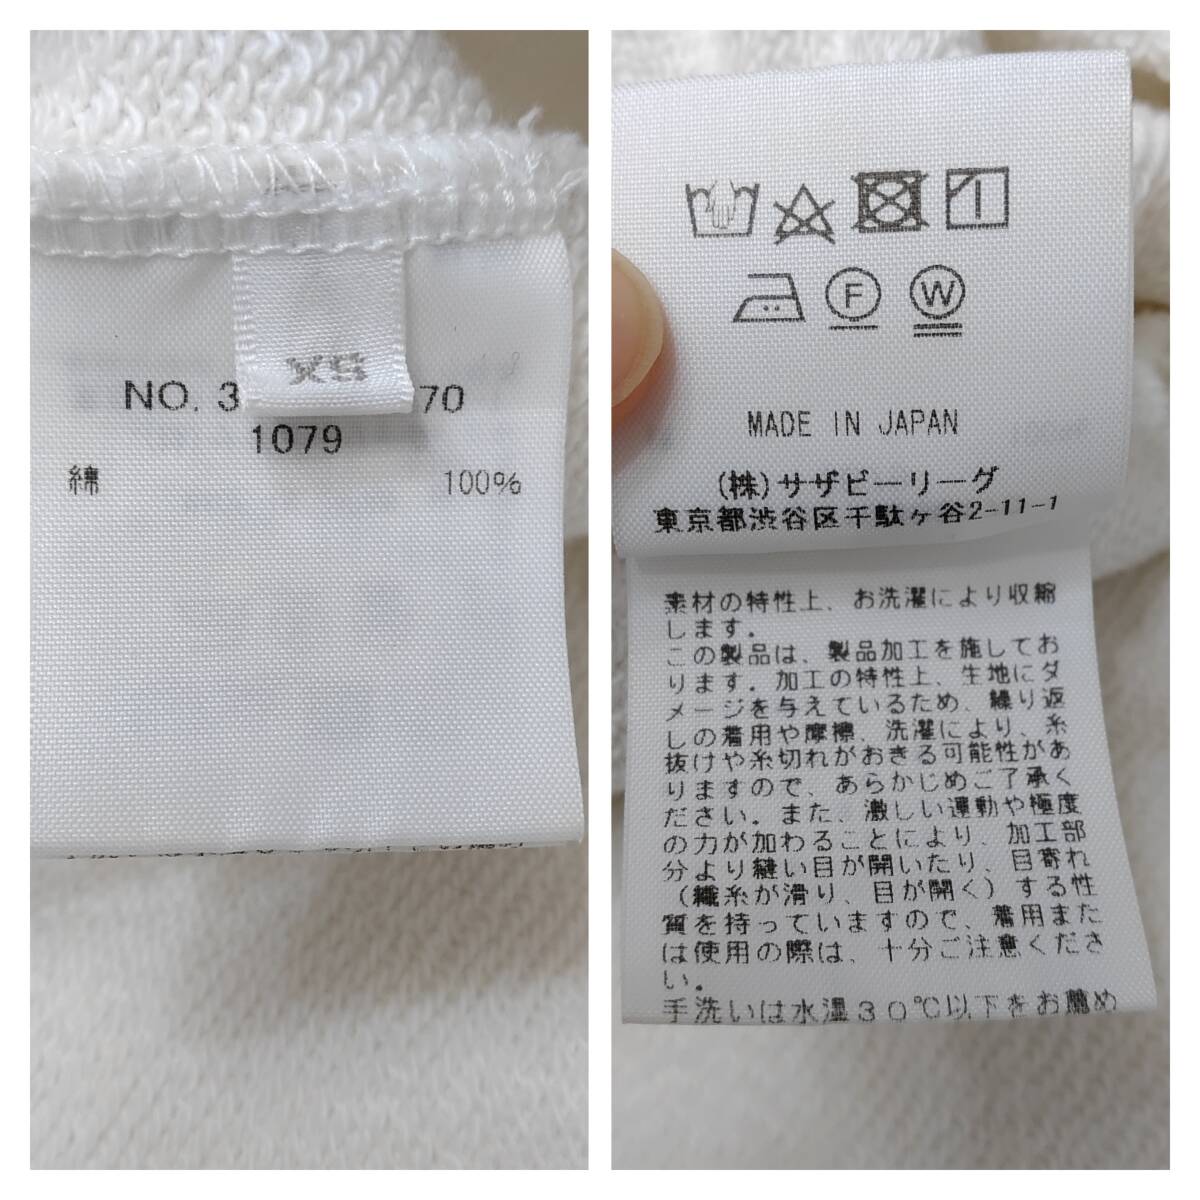 XS
NO. 3 70
1079
綿 100%
F W
MADE IN JAPAN
(株)サザビーリーグ
東京都渋谷区千駄ヶ谷2-11-1
素材の特性上、お洗濯により収縮
します。
この製品は、製品加工を施してお
ります。加工の特性上、生地にダ
メージを与えているため、繰り返
しの着用や摩擦、洗濯により、糸
抜けや糸切れがおきる可能性があ
りますので、あらかじめご了承く
ださい。また、激しい運動や極度
の力が加わることにより、加工部
分より縫い目が開いたり、目寄れ
(織糸が滑り、目が開く)する性
質を持っていますので、着用また
は使用の際は、十分ご注意くださ
い。
手洗いは水温30℃以下をお薦め